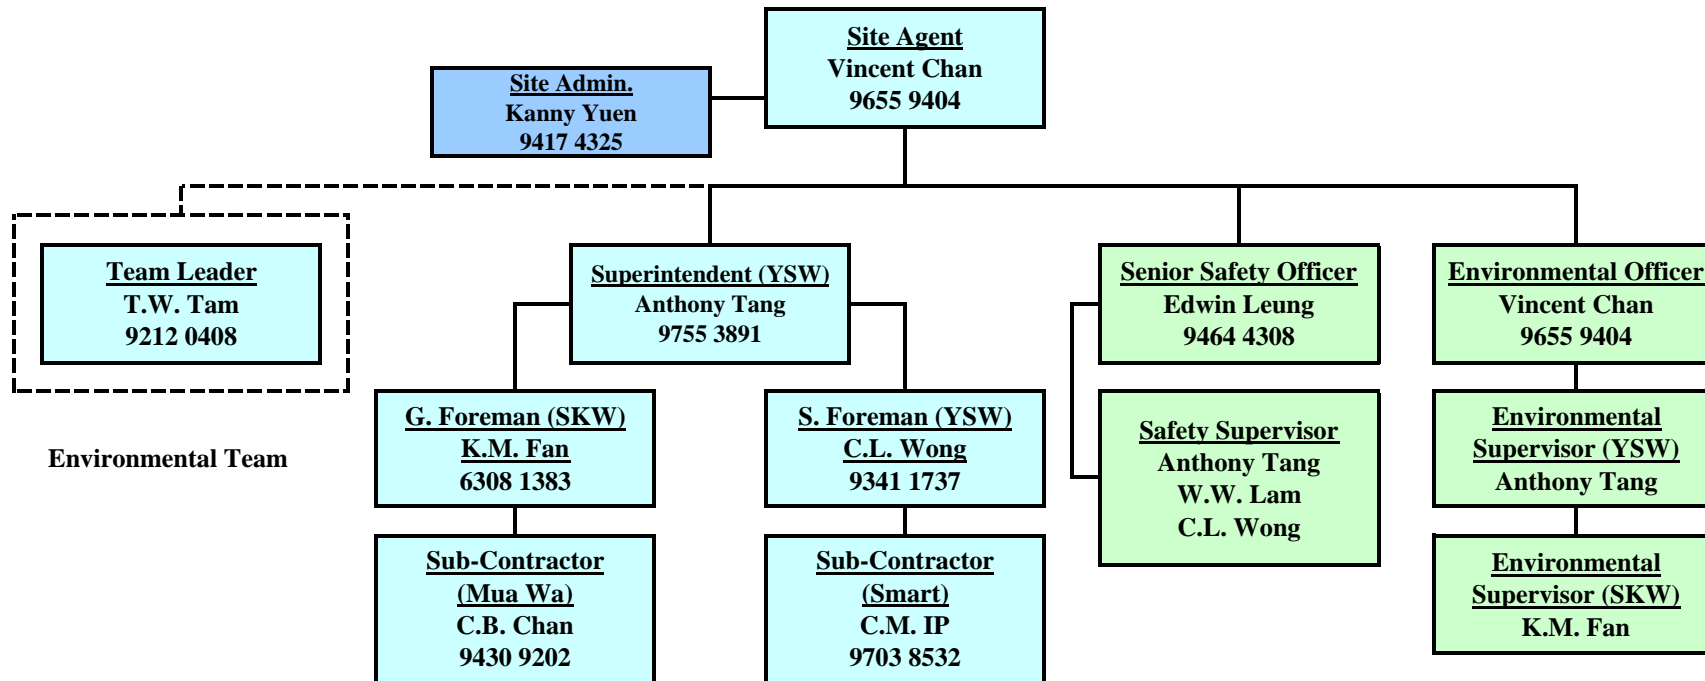 Site Agent
Vincent Chan
9655 9404
Site Admin.
Kanny Yuen
9417 4325
Team Leader
T.W. Tam
9212 0408
Environmental Team
Superintendent (YSW)
Anthony Tang
9755 3891
Senior Safety Officer
Edwin Leung
9464 4308
Environmental Officer
Vincent Chan
9655 9404
G. Foreman (SKW)
K.M. Fan
6308 1383
S. Foreman (YSW)
C.L. Wong
9341 1737
Safety Supervisor
Anthony Tang
W.W. Lam
C.L. Wong
Environmental
Supervisor (YSW)
Anthony Tang
Sub-Contractor
(Mua Wa)
C.B. Chan
9430 9202
Sub-Contractor
(Smart)
C.M. IP
9703 8532
Environmental
Supervisor (SKW)
K.M. Fan